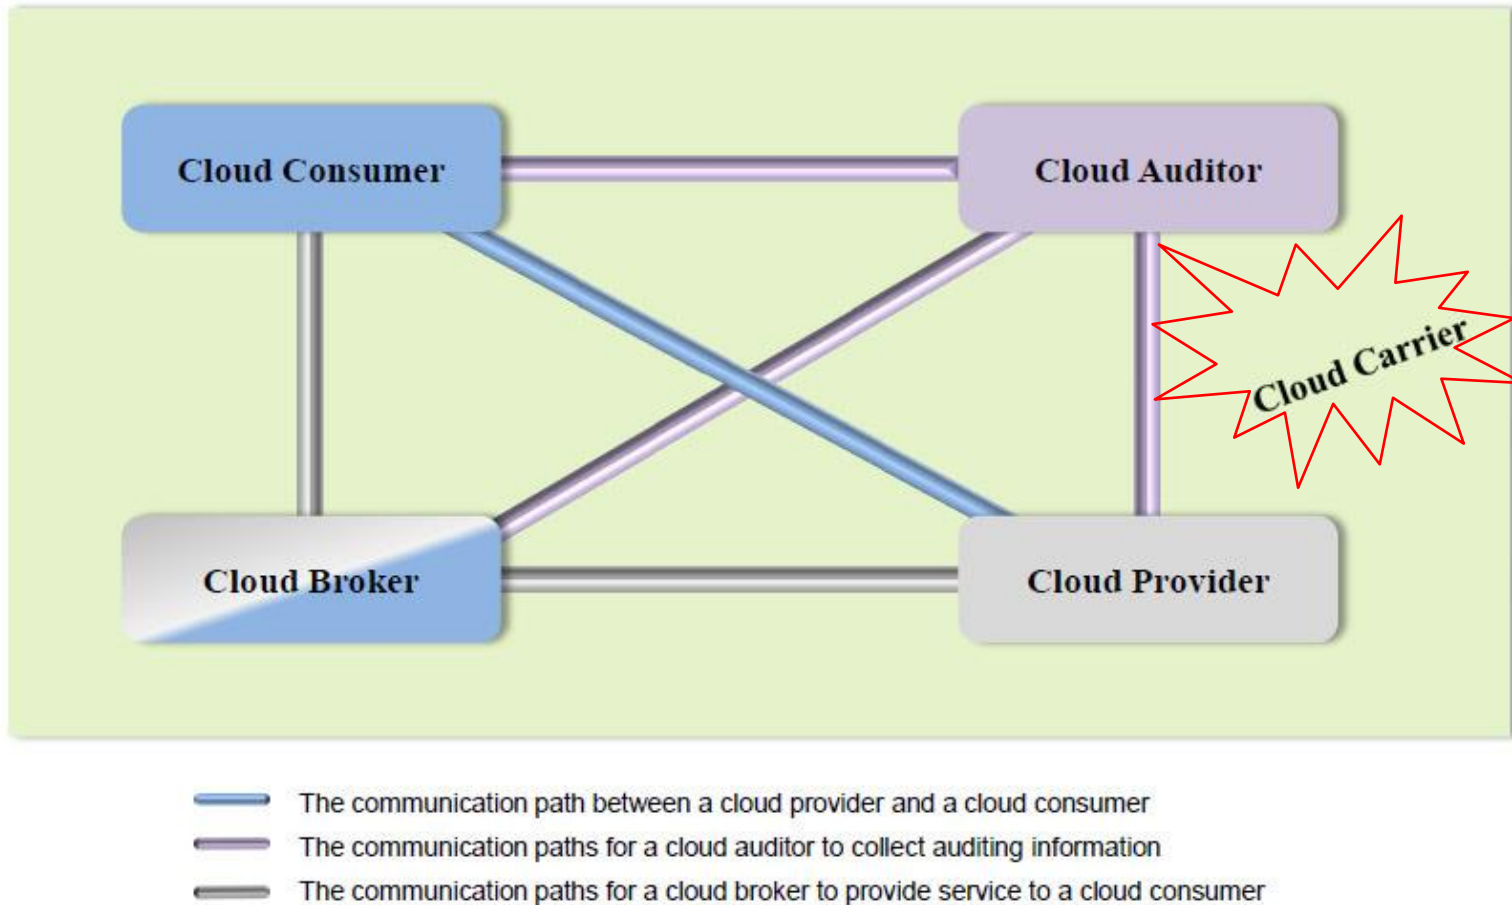 Cloud Consumer
Cloud Auditor
Cloud Carrier
Cloud Broker
Cloud Provider
The communication path between a cloud provider and a cloud consumer
The communication paths for a cloud auditor to collect auditing information
The communication paths for a cloud broker to provide service to a cloud consumer